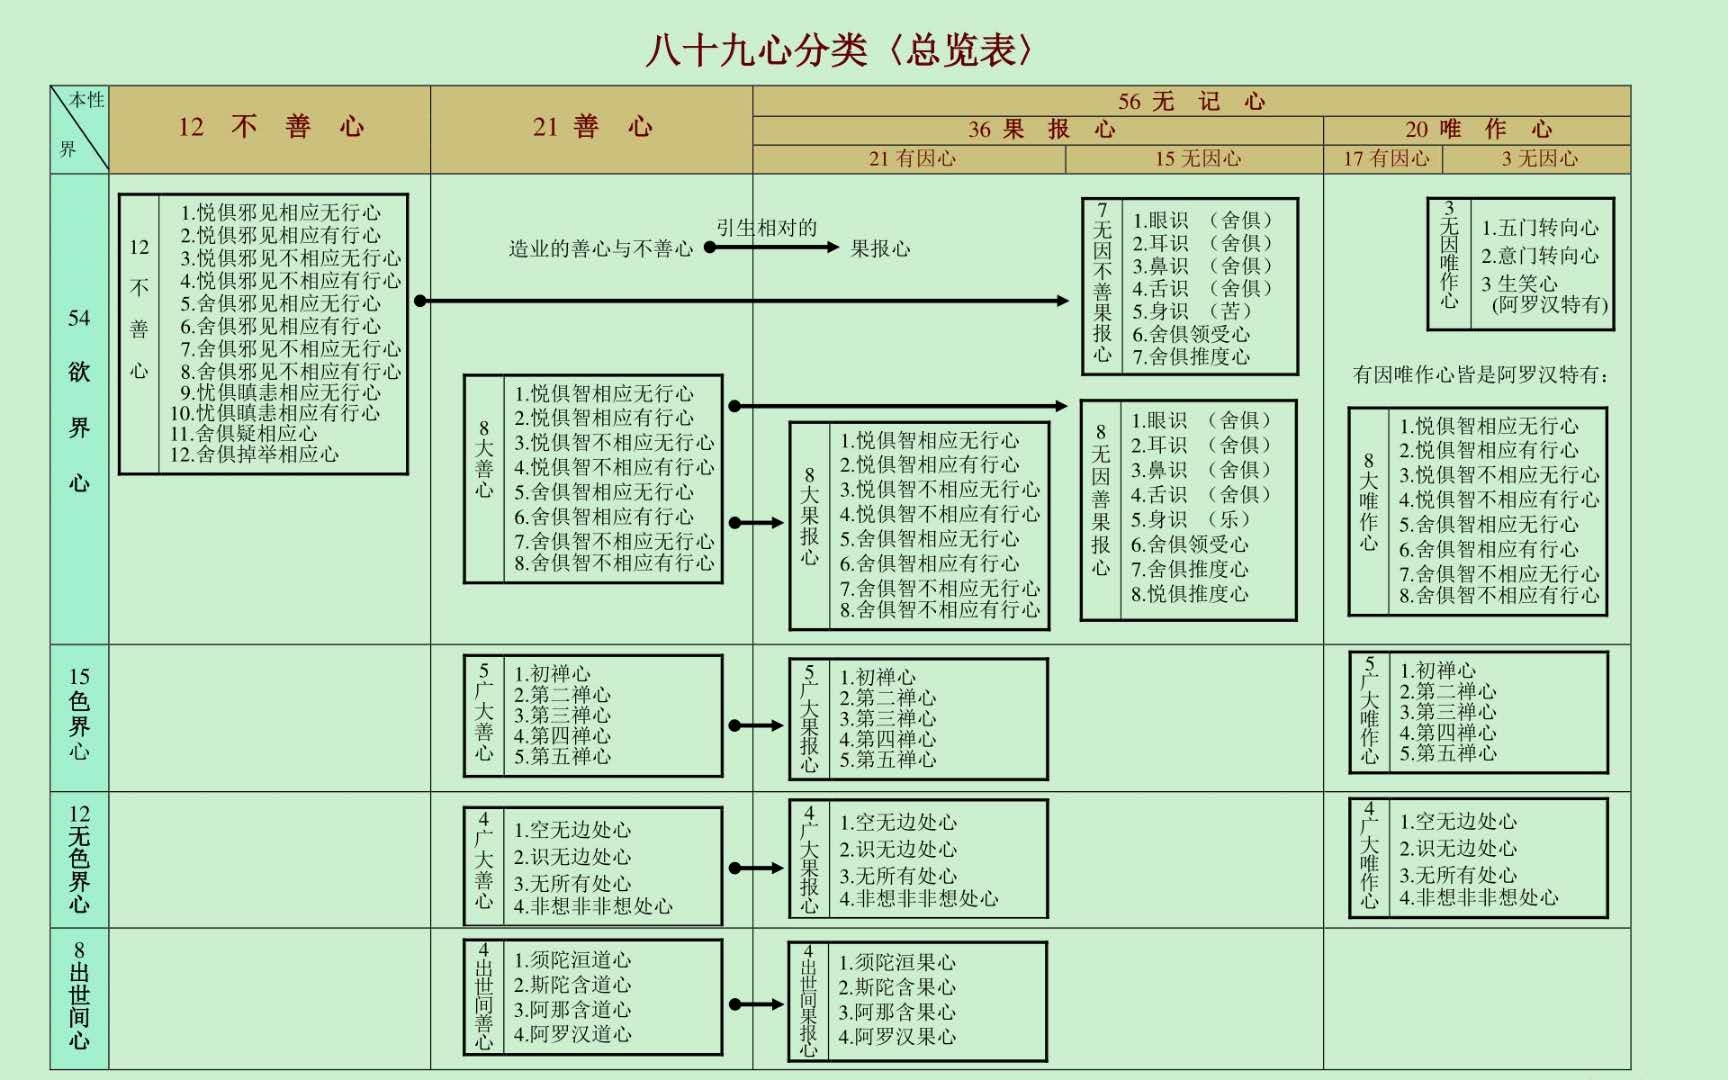 八十九心分类〈总览表〉
本性
界
12 不 善 心
21 善 心
56 无 记 心
36 果 报 心
20 唯 作 心
21 有因心
15 无因心
17 有因心
3 无因心
54 欲 界 心
12 不 善 心
1.悦俱邪见相应无行心
2.悦俱邪见相应有行心
3.悦俱邪见不相应无行心
4.悦俱邪见不相应有行心
5.舍俱邪见相应无行心
6.舍俱邪见相应有行心
7.舍俱邪见不相应无行心
8.舍俱邪见不相应有行心
9.忧俱瞋恚相应无行心
10.忧俱瞋恚相应有行心
11.舍俱疑相应心
12.舍俱掉举相应心
造业的善心与不善心
引生相对的
果报心
8大善心
1.悦俱智相应无行心
2.悦俱智相应有行心
3.悦俱智不相应无行心
4.悦俱智不相应有行心
5.舍俱智相应无行心
6.舍俱智相应有行心
7.舍俱智不相应无行心
8.舍俱智不相应有行心
8大果报心
1.悦俱智相应无行心
2.悦俱智相应有行心
3.悦俱智不相应无行心
4.悦俱智不相应有行心
5.舍俱智相应无行心
6.舍俱智相应有行心
7.舍俱智不相应无行心
8.舍俱智不相应有行心
7无因不善果报心
1.眼识 （舍俱）
2.耳识 （舍俱）
3.鼻识 （舍俱）
4.舌识 （舍俱）
5.身识 （苦）
6.舍俱领受心
7.舍俱推度心
8无因善果报心
1.眼识 （舍俱）
2.耳识 （舍俱）
3.鼻识 （舍俱）
4.舌识 （舍俱）
5.身识 （乐）
6.舍俱领受心
7.舍俱推度心
8.悦俱推度心
3无因唯作心
1.五门转向心
2.意门转向心
3 生笑心
(阿罗汉特有)
有因唯作心皆是阿罗汉特有：
8大唯作心
1.悦俱智相应无行心
2.悦俱智相应有行心
3.悦俱智不相应无行心
4.悦俱智不相应有行心
5.舍俱智相应无行心
6.舍俱智相应有行心
7.舍俱智不相应无行心
8.舍俱智不相应有行心
15色界心
5广大善心
1.初禅心
2.第二禅心
3.第三禅心
4.第四禅心
5.第五禅心
5广大果报心
1.初禅心
2.第二禅心
3.第三禅心
4.第四禅心
5.第五禅心
5广大唯作心
1.初禅心
2.第二禅心
3.第三禅心
4.第四禅心
5.第五禅心
12无色界心
4广大善心
1.空无边处心
2.识无边处心
3.无所有处心
4.非想非非想处心
4广大果报心
1.空无边处心
2.识无边处心
3.无所有处心
4.非想非非想处心
4广大唯作心
1.空无边处心
2.识无边处心
3.无所有处心
4.非想非非想处心
8出世间心
4出世间善心
1.须陀洹道心
2.斯陀含道心
3.阿那含道心
4.阿罗汉道心
4出世间果报心
1.须陀洹果心
2.斯陀含果心
3.阿那含果心
4.阿罗汉果心